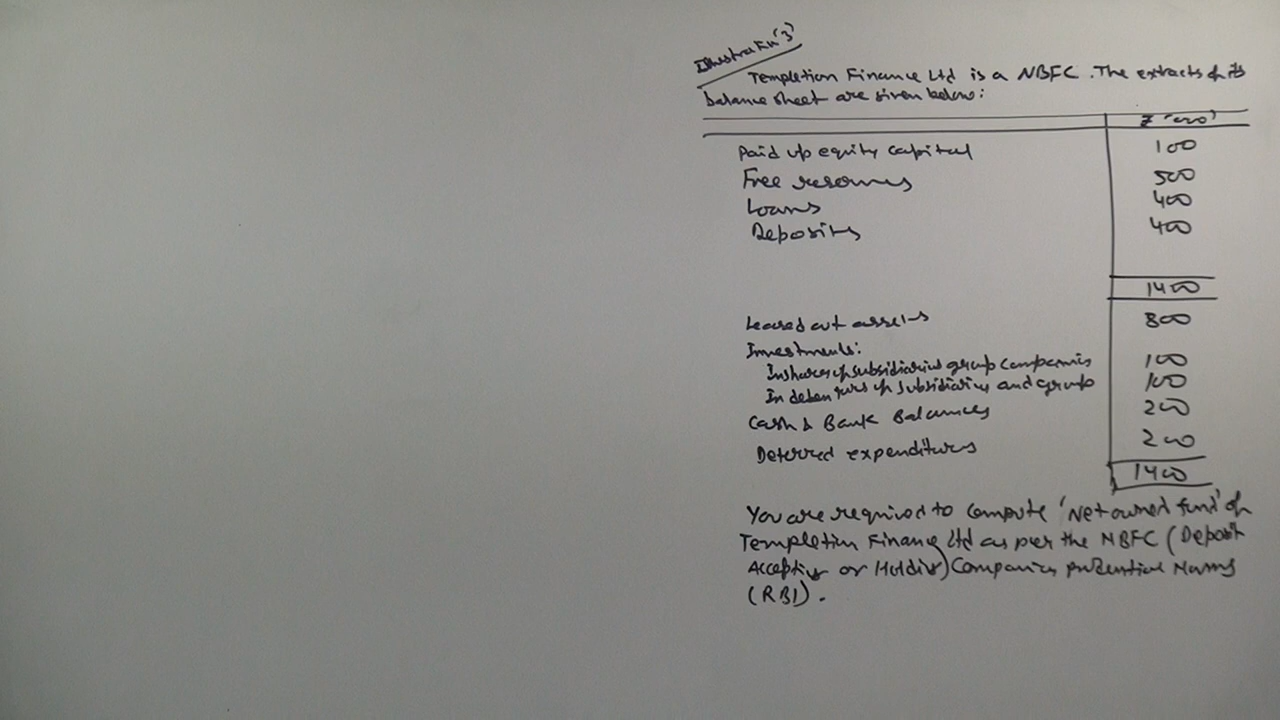 Illustration '3'
Templetion Finance Ltd is a NBFC. The extracts of its
balance sheet are given below:
₹ '000'
Paid up equity capital 100
Free reserves 500
Loans 400
Deposits 400
1400
Leased out assets 800
Investments:
In shares of subsidiaries group companies 100
In debentures of subsidiaries and group 100
Cash & Bank Balances 200
Deferred expenditures 200
1400
You are required to compute 'Net owned fund' of
Templetion Finance Ltd as per the NBFC (Deposit
Accepting or Holding) Companies prudential Norms
(RBI).